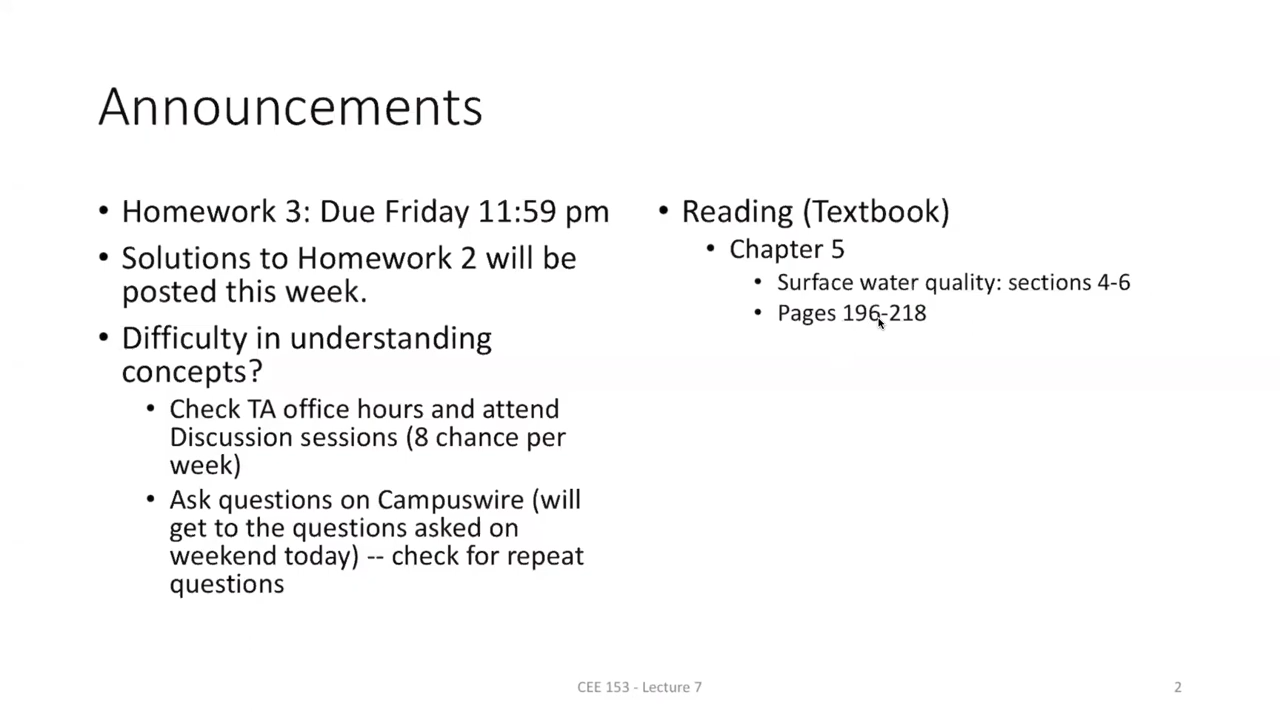 Announcements
• Homework 3: Due Friday 11:59 pm
• Solutions to Homework 2 will be
posted this week.
• Difficulty in understanding
concepts?
• Check TA office hours and attend
Discussion sessions (8 chance per
week)
• Ask questions on Campuswire (will
get to the questions asked on
weekend today) -- check for repeat
questions
• Reading (Textbook)
• Chapter 5
• Surface water quality: sections 4-6
• Pages 196-218
CEE 153 - Lecture 7
2